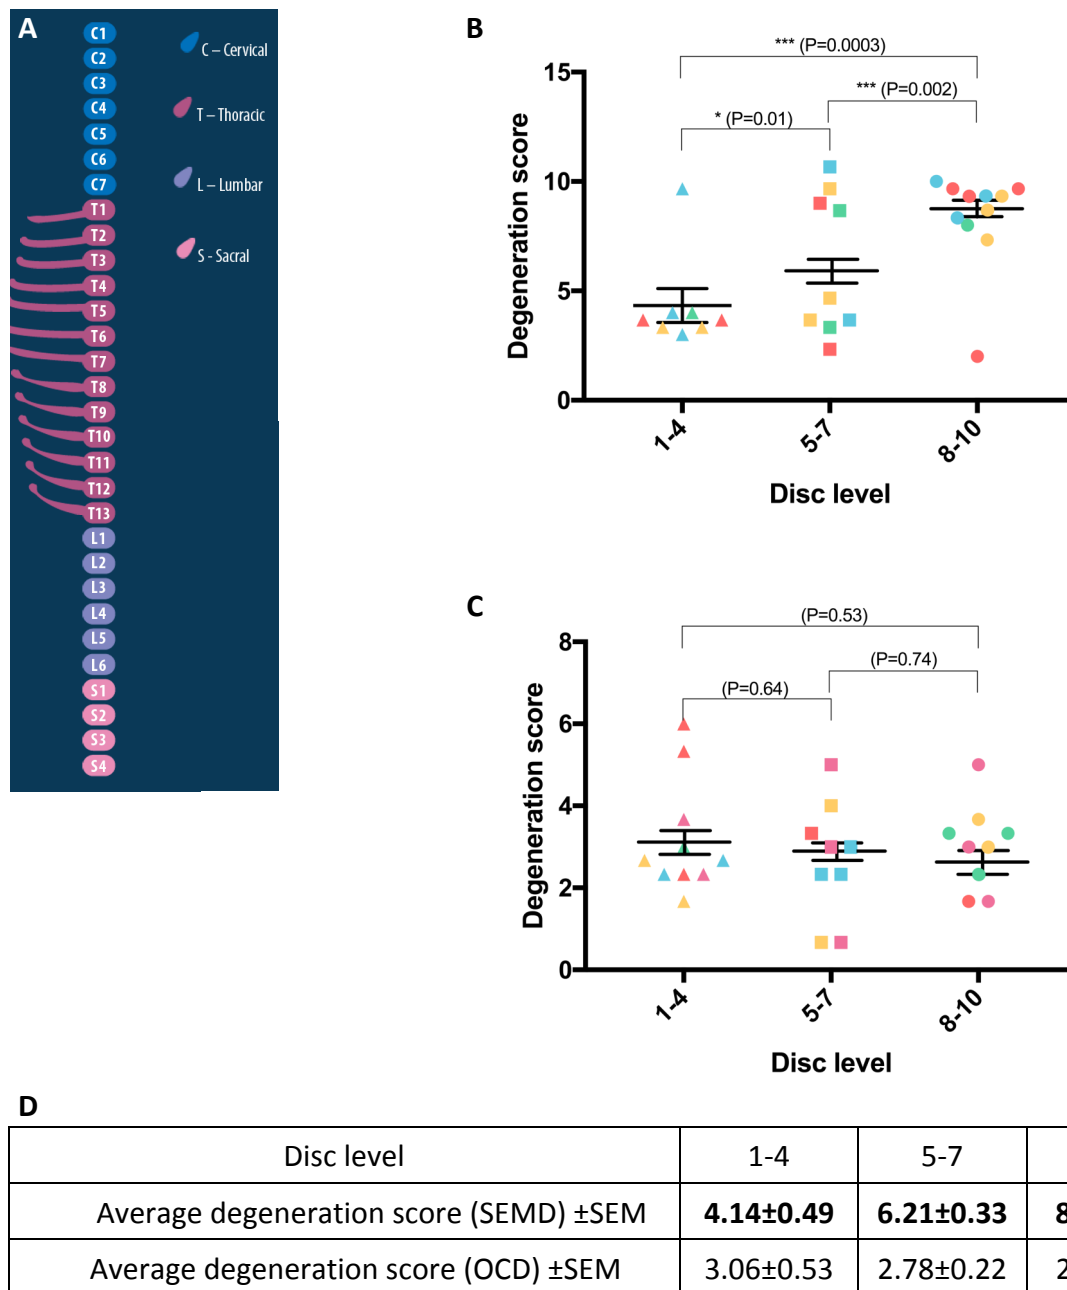 A
C1
C2
C3
C4
C5
C6
C7
T1
T2
T3
T4
T5
T6
T7
T8
T9
T10
T11
T12
T13
L1
L2
L3
L4
L5
L6
S1
S2
S3
S4
C – Cervical
T – Thoracic
L – Lumbar
S - Sacral
B
*** (P=0.0003)
*** (P=0.002)
* (P=0.01)
Degeneration score
15
10
5
0
1-4
5-7
8-10
Disc level
C
(P=0.53)
(P=0.74)
(P=0.64)
Degeneration score
8
6
4
2
0
1-4
5-7
8-10
Disc level
D
Disc level 1-4 5-7
Average degeneration score (SEMD) ±SEM 4.14±0.49 6.21±0.33 8
Average degeneration score (OCD) ±SEM 3.06±0.53 2.78±0.22 2